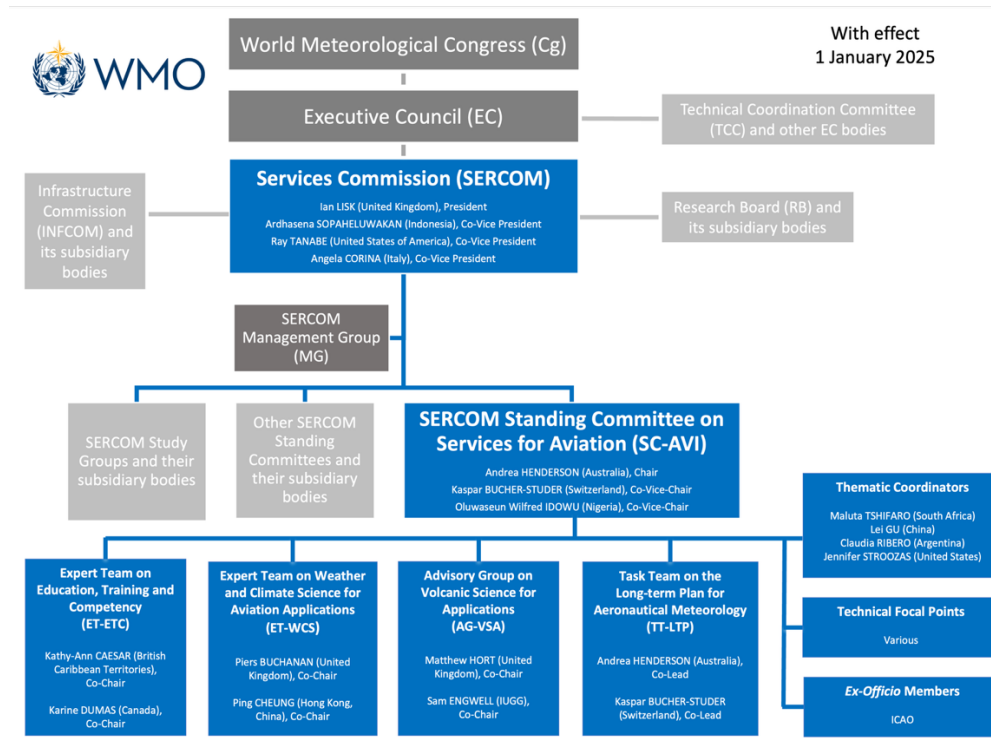 WMO
With effect
1 January 2025
World Meteorological Congress (Cg)
Executive Council (EC)
Technical Coordination Committee
(TCC) and other EC bodies
Services Commission (SERCOM)
Ian LISK (United Kingdom), President
Ardhasena SOPAHELUWAKAN (Indonesia), Co-Vice President
Ray TANABE (United States of America), Co-Vice President
Angela CORINA (Italy), Co-Vice President
Infrastructure
Commission
(INFCOM) and
its subsidiary
bodies
Research Board (RB) and
its subsidiary bodies
SERCOM
Management Group
(MG)
SERCOM Study
Groups and their
subsidiary bodies
Other SERCOM
Standing
Committees and
their subsidiary
bodies
SERCOM Standing Committee on
Services for Aviation (SC-AVI)
Andrea HENDERSON (Australia), Chair
Kaspar BUCHER-STUDER (Switzerland), Co-Vice-Chair
Oluwaseun Wilfred IDOWU (Nigeria), Co-Vice-Chair
Thematic Coordinators
Maluta TSHIFARO (South Africa)
Lei GU (China)
Claudia RIBERO (Argentina)
Jennifer STROOZAS (United States)
Expert Team on
Education, Training and
Competency
(ET-ETC)
Kathy-Ann CAESAR (British
Caribbean Territories),
Co-Chair
Karine DUMAS (Canada),
Co-Chair
Expert Team on Weather
and Climate Science for
Aviation Applications
(ET-WCS)
Piers BUCHANAN (United
Kingdom), Co-Chair
Ping CHEUNG (Hong Kong,
China), Co-Chair
Advisory Group on
Volcanic Science for
Applications
(AG-VSA)
Matthew HORT (United
Kingdom), Co-Chair
Sam ENGWELL (IUGG),
Co-Chair
Task Team on the
Long-term Plan for
Aeronautical Meteorology
(TT-LTP)
Andrea HENDERSON (Australia),
Co-Lead
Kaspar BUCHER-STUDER
(Switzerland), Co-Lead
Technical Focal Points
Various
Ex-Officio Members
ICAO